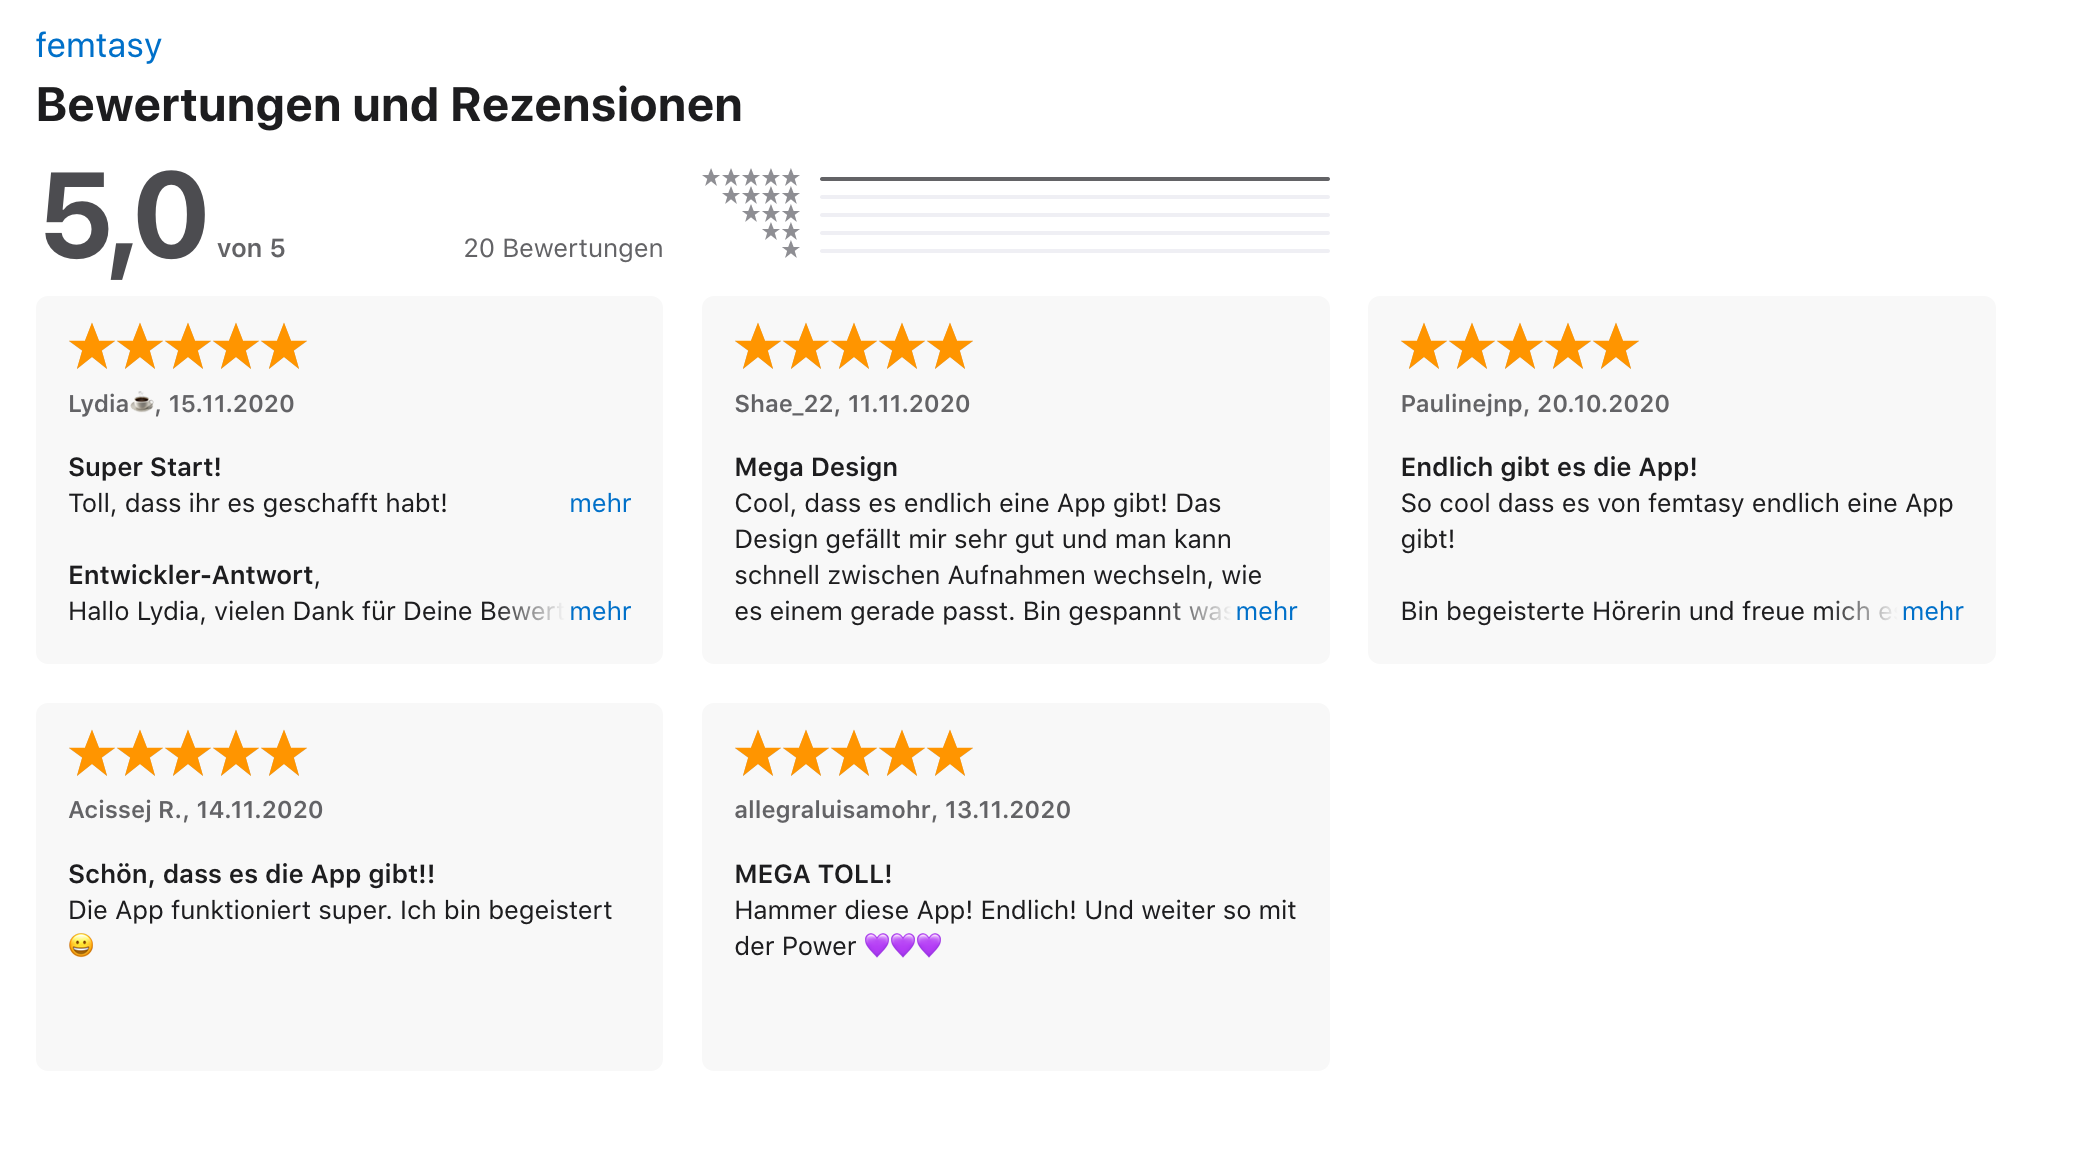 femtasy
Bewertungen und Rezensionen
5,0 von 5
20 Bewertungen
Lydia☕, 15.11.2020
Super Start!
Toll, dass ihr es geschafft habt! mehr
Entwickler-Antwort,
Hallo Lydia, vielen Dank für Deine Bewert mehr
Shae_22, 11.11.2020
Mega Design
Cool, dass es endlich eine App gibt! Das
Design gefällt mir sehr gut und man kann
schnell zwischen Aufnahmen wechseln, wie
es einem gerade passt. Bin gespannt was mehr
Paulinejnp, 20.10.2020
Endlich gibt es die App!
So cool dass es von femtasy endlich eine App
gibt!
Bin begeisterte Hörerin und freue mich e mehr
Acissej R., 14.11.2020
Schön, dass es die App gibt!!
Die App funktioniert super. Ich bin begeistert
😀
allegraluisamohr, 13.11.2020
MEGA TOLL!
Hammer diese App! Endlich! Und weiter so mit
der Power 💜💜💜